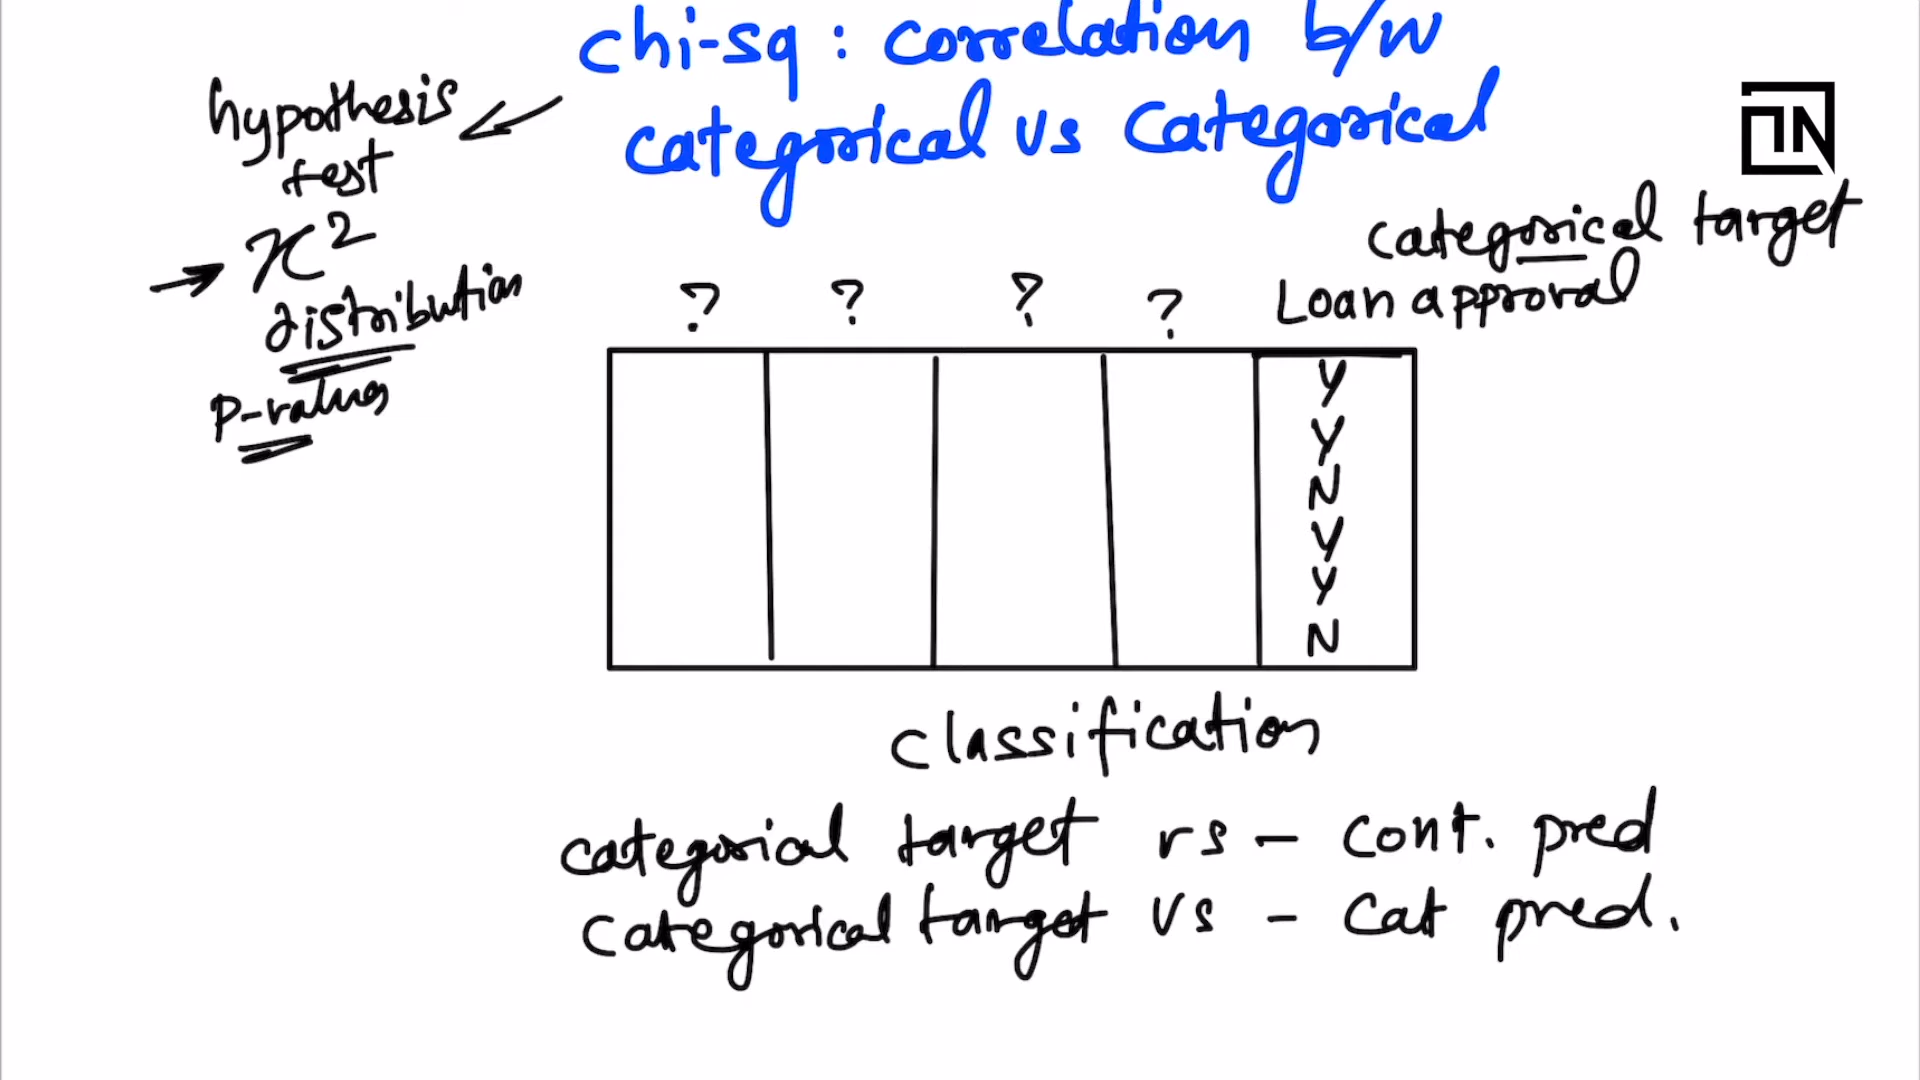 chi-sq : correlation b/w
categorical vs categorical
hypothesis
test
χ²
distribution
P-values
categorical target
Loan approval
? ? ? ?
Y
Y
N
Y
Y
N
classification
categorical target vs - cont. pred
categorical target vs - cat pred.